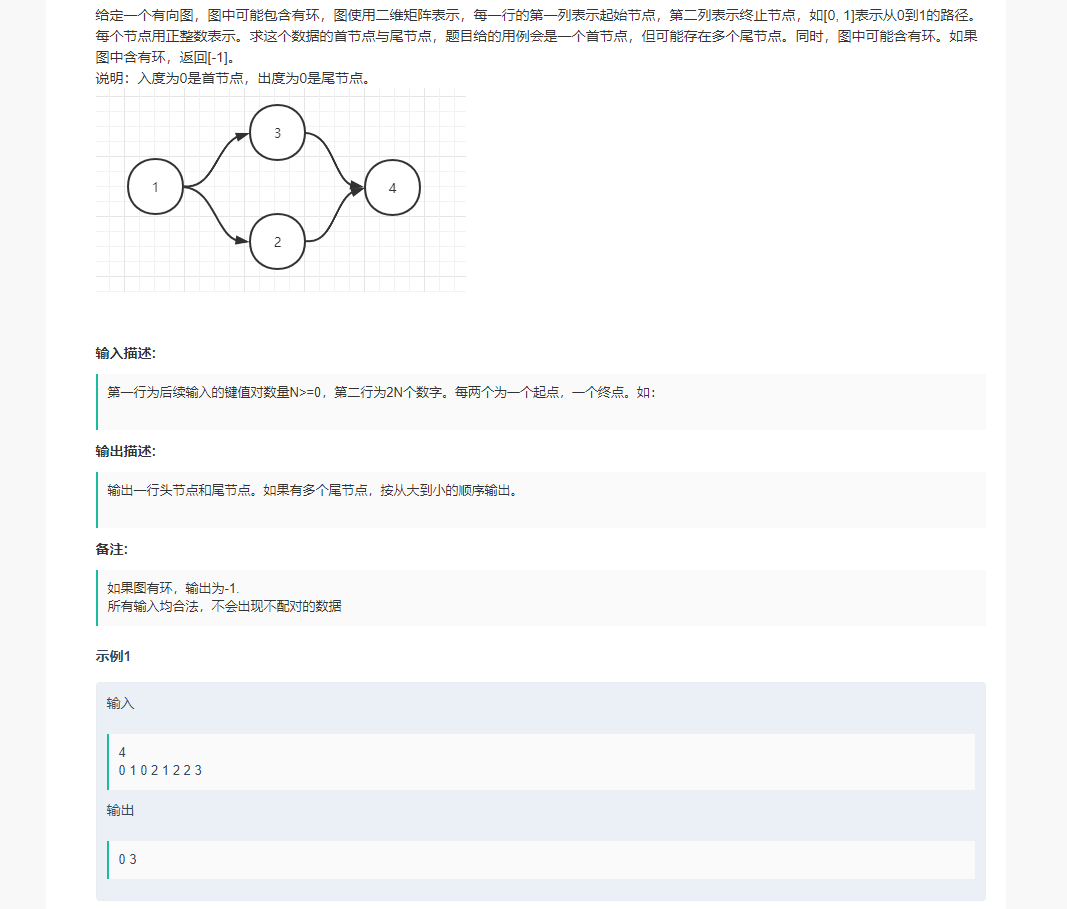 给定一个有向图，图中可能包含有环，图使用二维矩阵表示，每一行的第一列表示起始节点，第二列表示终止节点，如[0, 1]表示从0到1的路径。
每个节点用正整数表示。求这个数据的首节点与尾节点，题目给的用例会是一个首节点，但可能存在多个尾节点。同时，图中可能含有环。如果
图中含有环，返回[-1]。
说明：入度为0是首节点，出度为0是尾节点。
3
1
4
2
输入描述:
第一行为后续输入的键值对数量N>=0，第二行为2N个数字。每两个为一个起点，一个终点。如:
输出描述:
输出一行头节点和尾节点。如果有多个尾节点，按从大到小的顺序输出。
备注:
如果图有环，输出为-1.
所有输入均合法，不会出现不配对的数据
示例1
输入
4
0 1 0 2 1 2 2 3
输出
0 3